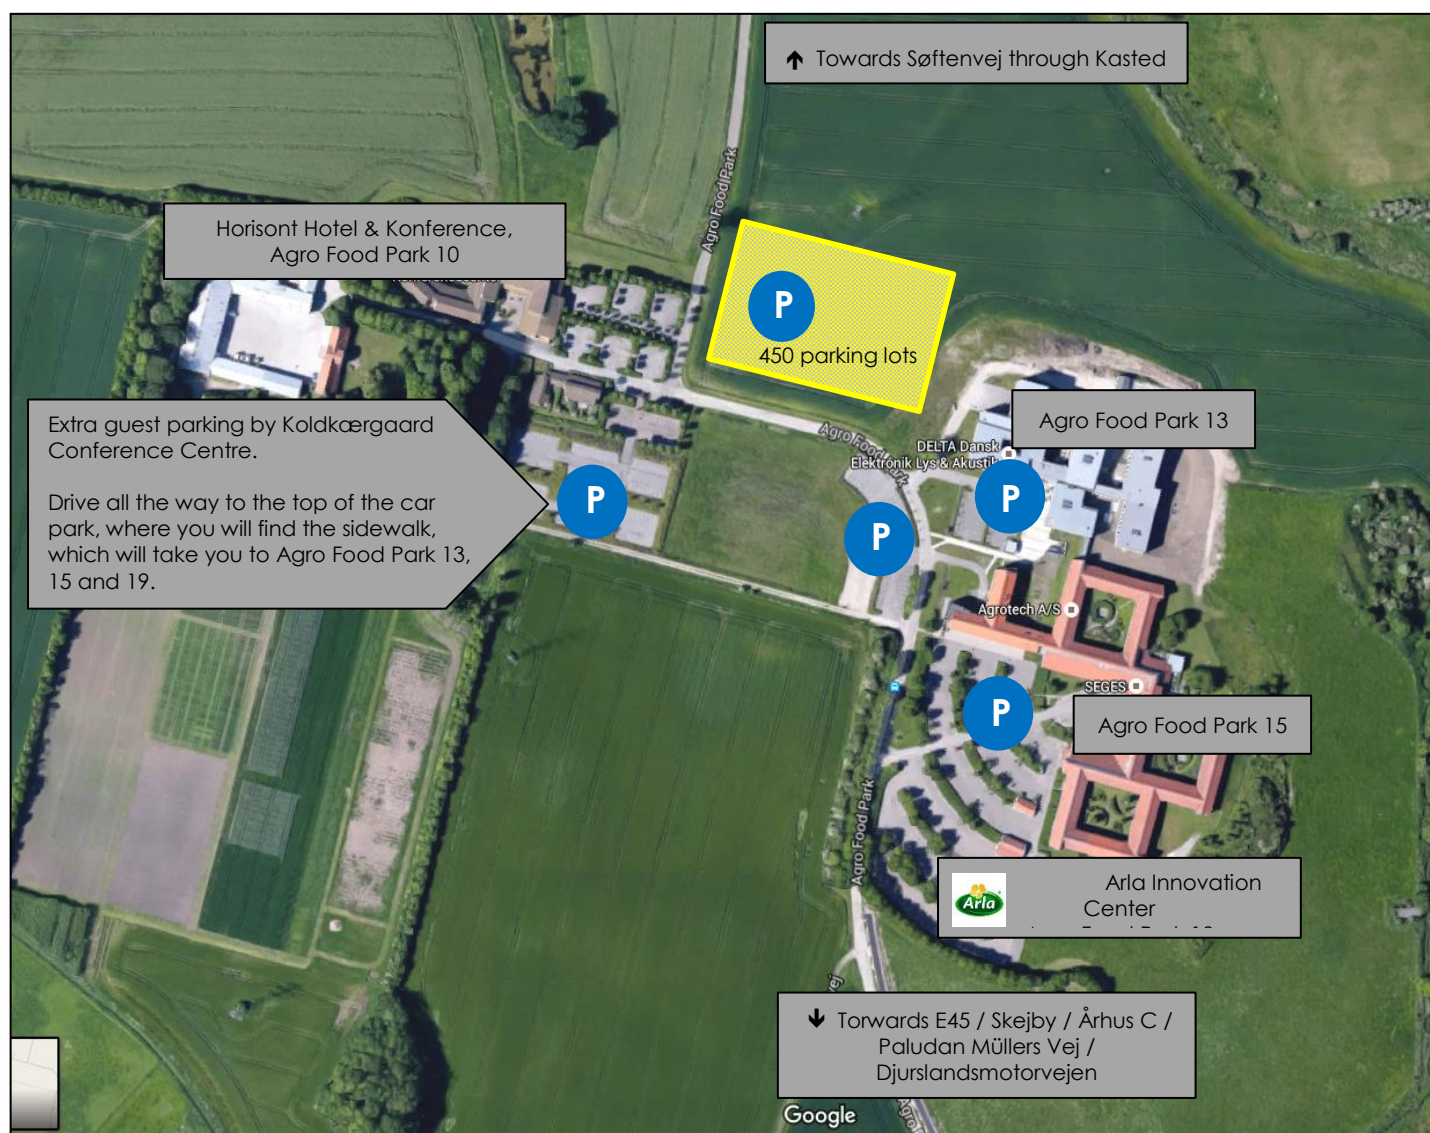 ↑ Towards Søftenvej through Kasted
Agro Food Park
Horisont Hotel & Konference,
Agro Food Park 10
P
450 parking lots
Extra guest parking by Koldkærgaard
Conference Centre.
Drive all the way to the top of the car
park, where you will find the sidewalk,
which will take you to Agro Food Park 13,
15 and 19.
P
Agro Food Park
Agro Food Park 13
DELTA Dansk
Elektronik Lys & Akustik
P
P
Agrotech A/S
SEGES
P
Agro Food Park 15
Agro Food Park
Arla
Arla Innovation
Center
↓ Torwards E45 / Skejby / Århus C /
Paludan Müllers Vej /
Djurslandsmotorvejen
Google